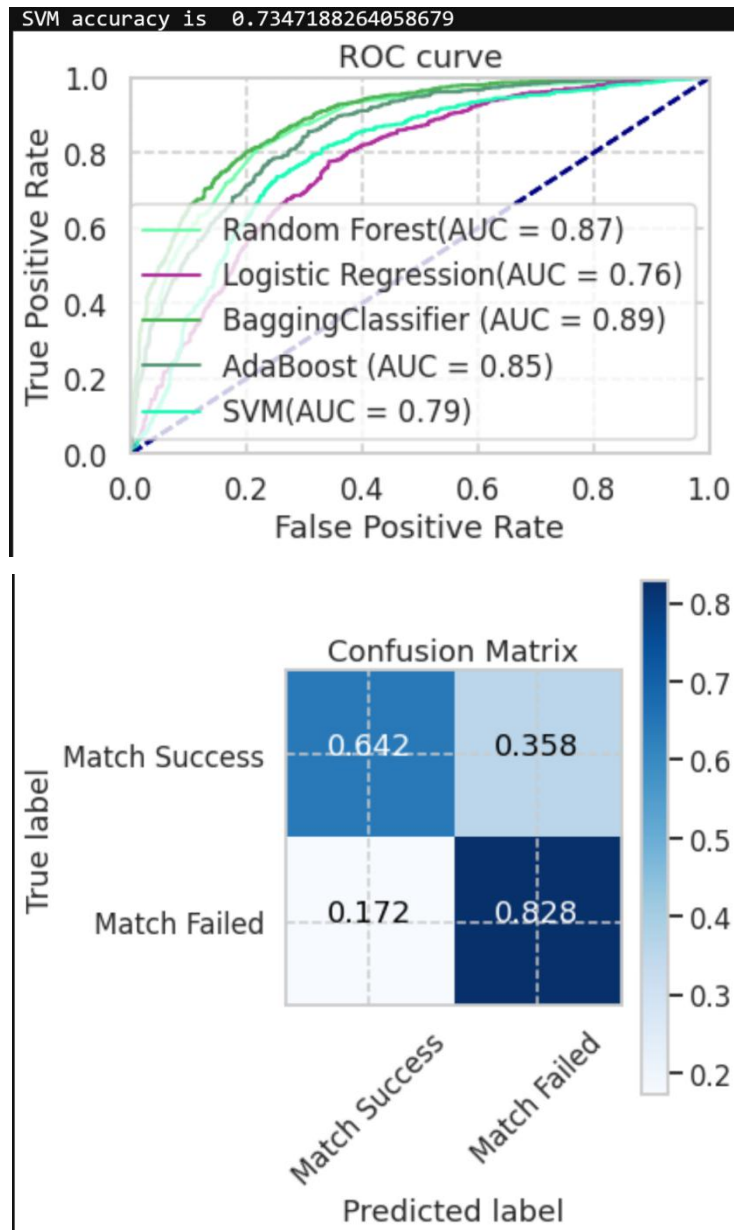 SVM accuracy is  0.7347188264058679
ROC curve
1.0
0.8
0.6
0.4
0.2
0.0
True Positive Rate
Random Forest(AUC = 0.87)
Logistic Regression(AUC = 0.76)
BaggingClassifier (AUC = 0.89)
AdaBoost (AUC = 0.85)
SVM(AUC = 0.79)
0.0 0.2 0.4 0.6 0.8 1.0
False Positive Rate
Confusion Matrix
True label
Match Success 0.642 0.358
Match Failed 0.172 0.828
Match Success Match Failed
Predicted label
0.8
0.7
0.6
0.5
0.4
0.3
0.2